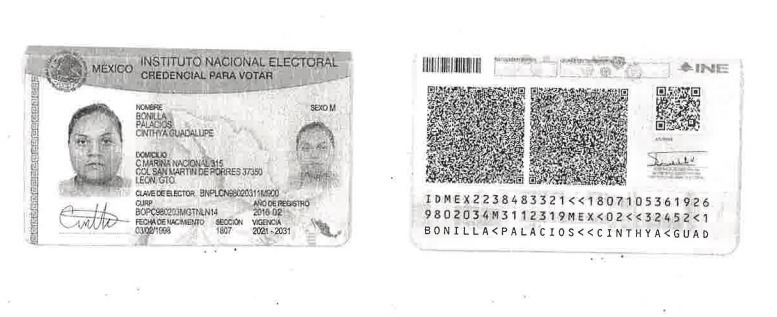 MÉXICO INSTITUTO NACIONAL ELECTORAL
CREDENCIAL PARA VOTAR
NOMBRE
BONILLA
PALACIOS
CINTHYA GUADALUPE
SEXO M
DOMICILIO
C MARINA NACIONAL 315
COL SAN MARTIN DE PORRES 37350
LEON, GTO.
CLAVE DE ELECTOR BNPLCN98020311M900
CURP BOPC980203MGTNLN14
AÑO DE REGISTRO 2016 02
FECHA DE NACIMIENTO 03/02/1998
SECCIÓN 1807
VIGENCIA 2021 - 2031
INE
IDMEX2238483321<<1807105361926
9802034M3112319MEX<02<<32452<1
BONILLA<PALACIOS<<CINTHYA<GUAD